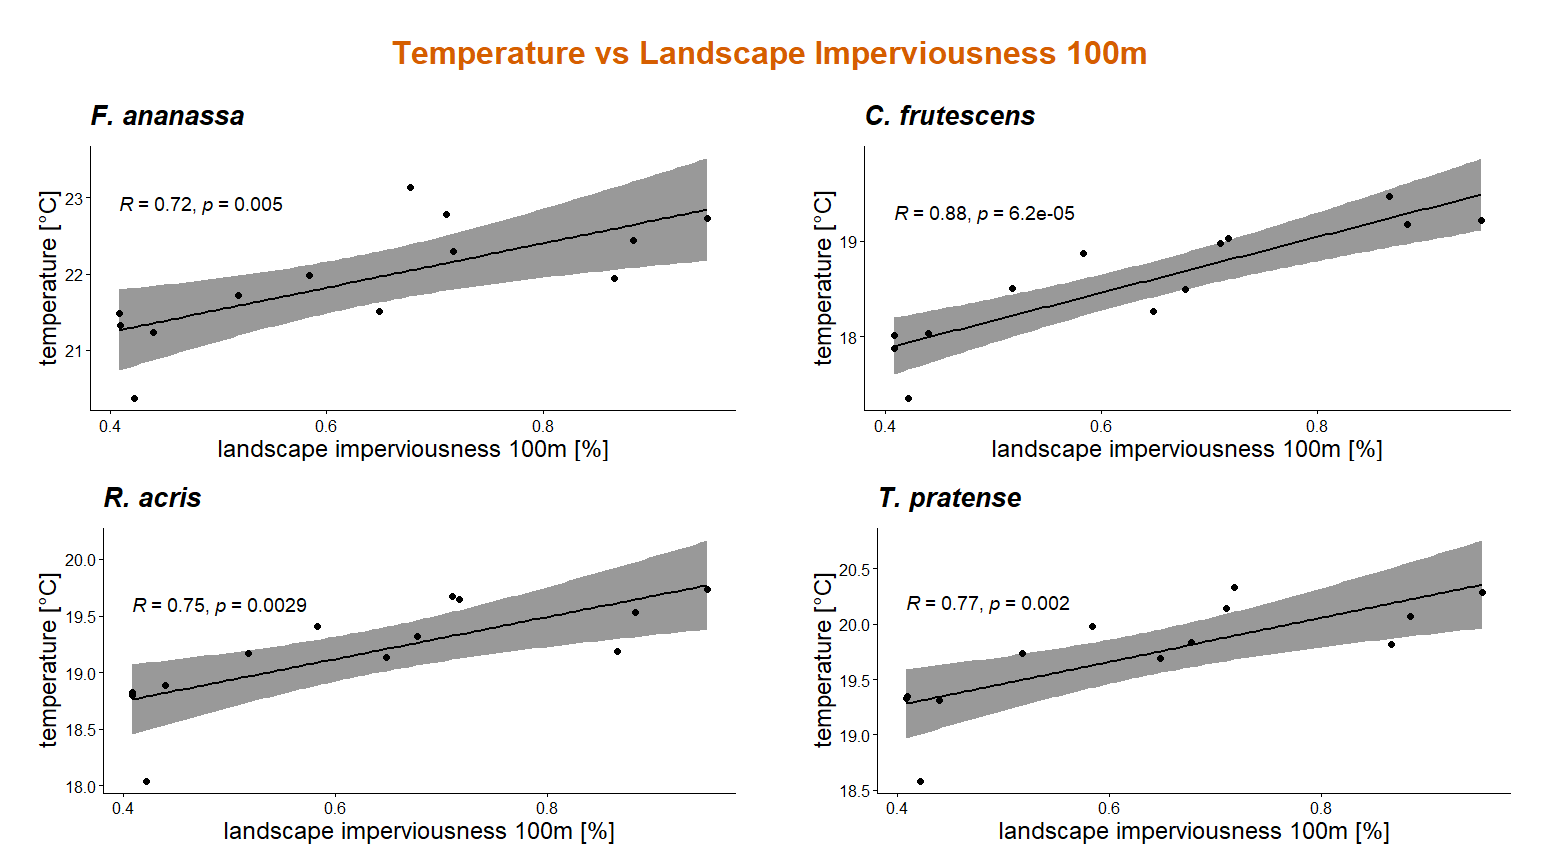 Temperature vs Landscape Imperviousness 100m
F. ananassa
temperature [°C]
23
22
21
R = 0.72, p = 0.005
0.4 0.6 0.8
landscape imperviousness 100m [%]
C. frutescens
temperature [°C]
19
18
R = 0.88, p = 6.2e-05
0.4 0.6 0.8
landscape imperviousness 100m [%]
R. acris
temperature [°C]
20.0
19.5
19.0
18.5
18.0
R = 0.75, p = 0.0029
0.4 0.6 0.8
landscape imperviousness 100m [%]
T. pratense
temperature [°C]
20.5
20.0
19.5
19.0
18.5
R = 0.77, p = 0.002
0.4 0.6 0.8
landscape imperviousness 100m [%]